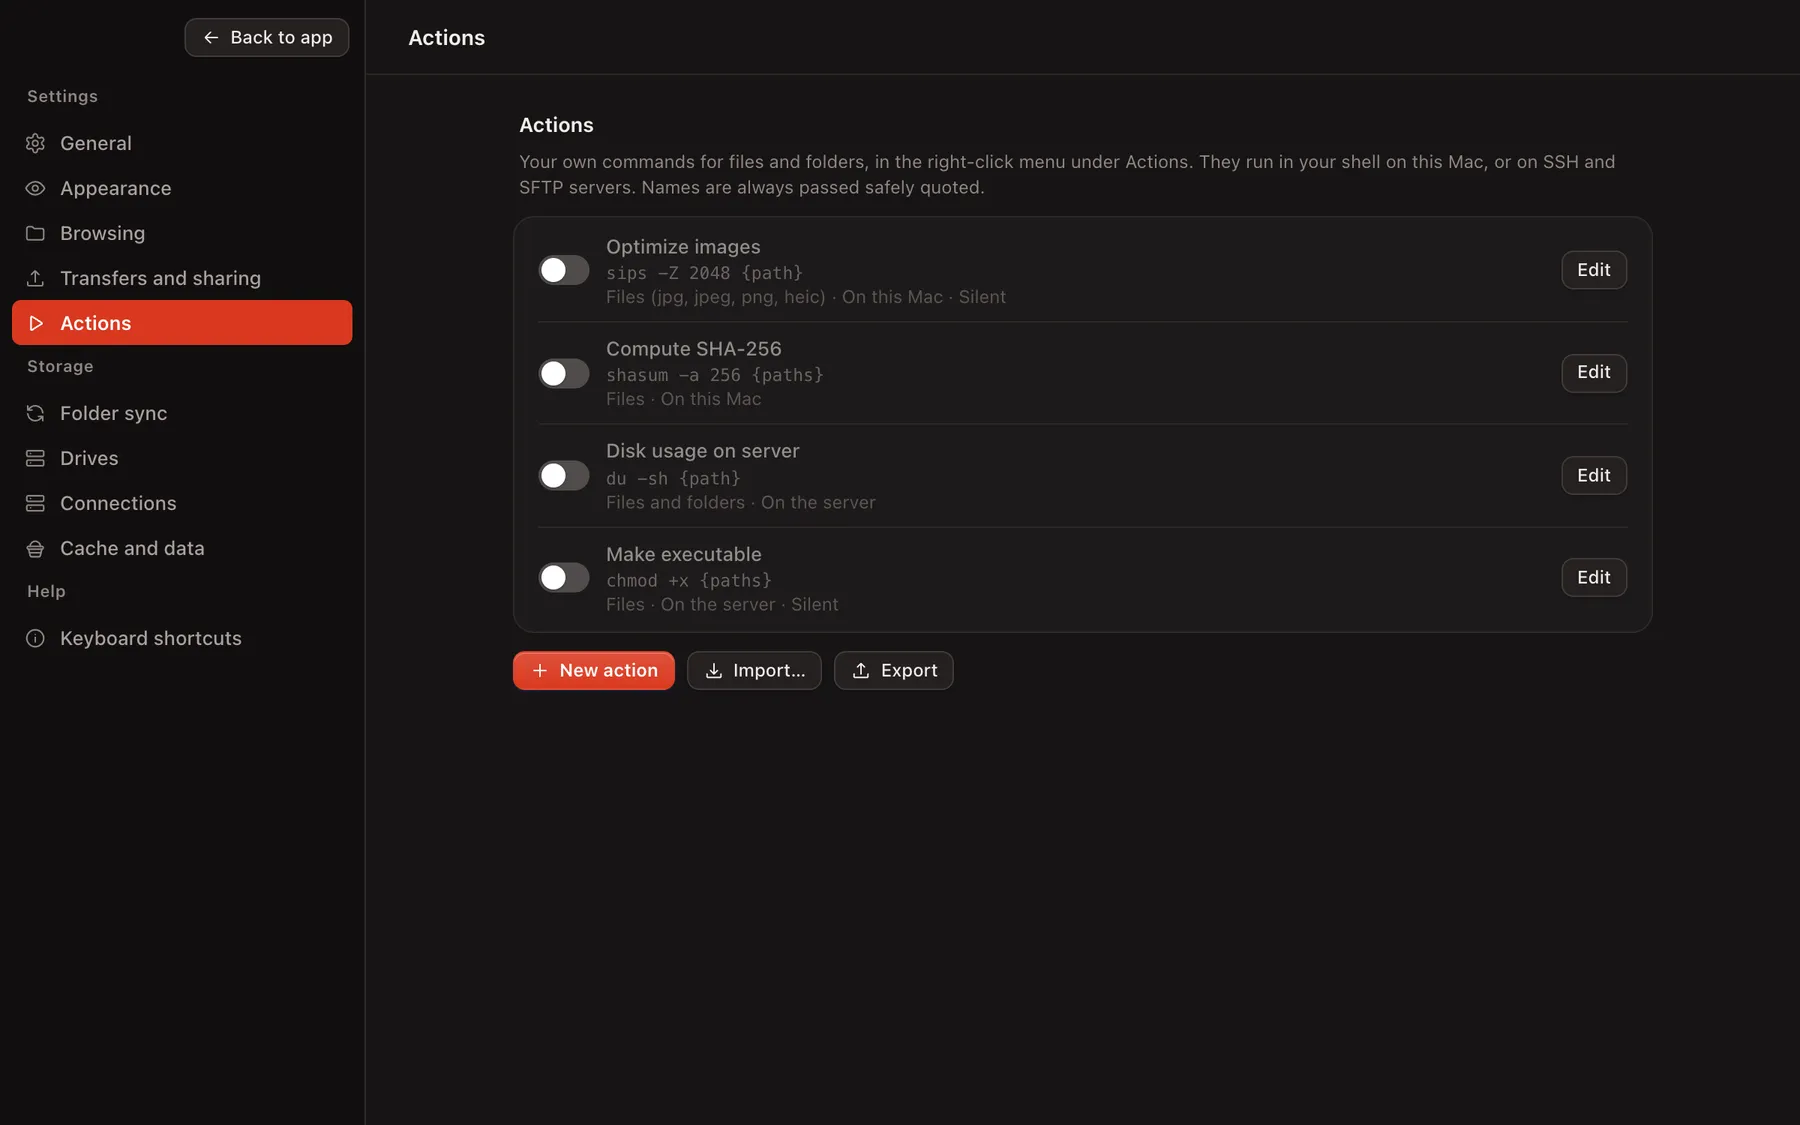 Back to app
Actions
Settings
General
Appearance
Browsing
Transfers and sharing
Actions
Storage
Folder sync
Drives
Connections
Cache and data
Help
Keyboard shortcuts
Actions
Your own commands for files and folders, in the right-click menu under Actions. They run in your shell on this Mac, or on SSH and
SFTP servers. Names are always passed safely quoted.
Optimize images
sips -Z 2048 {path}
Files (jpg, jpeg, png, heic) · On this Mac · Silent
Edit
Compute SHA-256
shasum -a 256 {paths}
Files · On this Mac
Edit
Disk usage on server
du -sh {path}
Files and folders · On the server
Edit
Make executable
chmod +x {paths}
Files · On the server · Silent
Edit
New action
Import...
Export